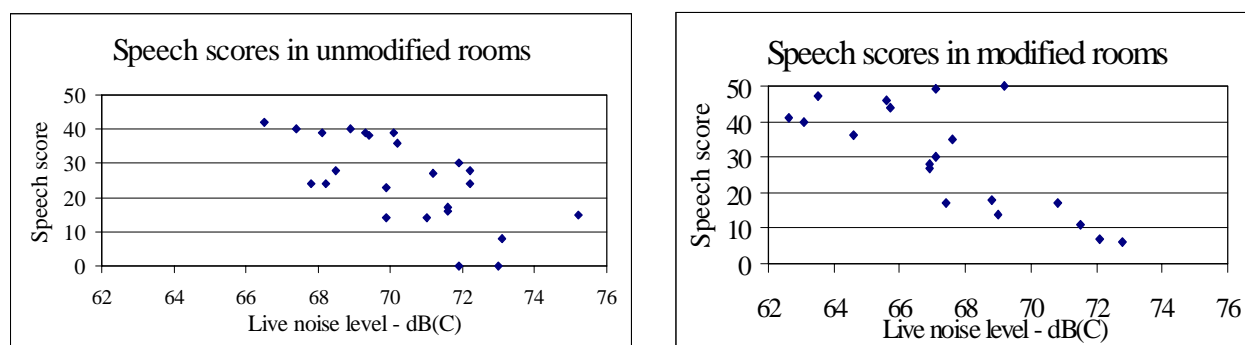 Speech scores in unmodified rooms
Speech score
50
40
30
20
10
0
62 64 66 68 70 72 74 76
Live noise level - dB(C)
Speech scores in modified rooms
Speech score
50
40
30
20
10
0
62 64 66 68 70 72 74 76
Live noise level - dB(C)